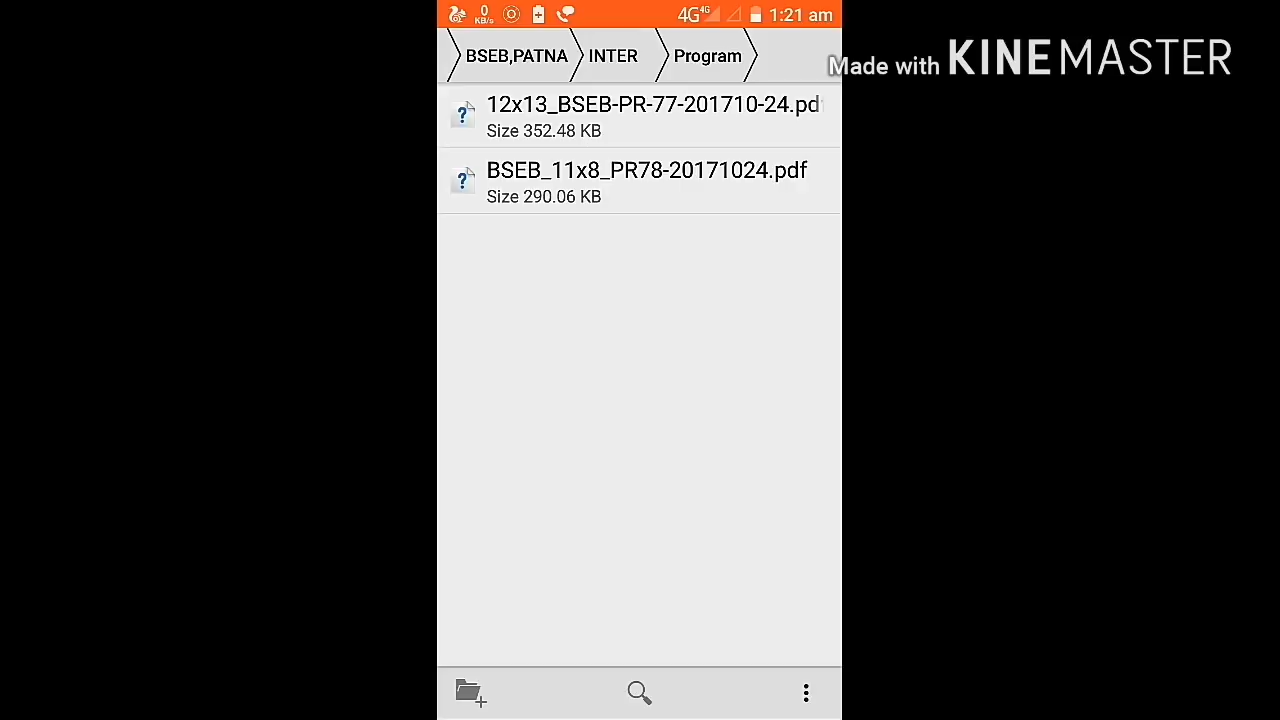 0
KB/s
4G 4G 1:21 am
BSEB,PATNA INTER Program
Made with KINEMASTER
12x13_BSEB-PR-77-201710-24.pd
Size 352.48 KB
BSEB_11x8_PR78-20171024.pdf
Size 290.06 KB